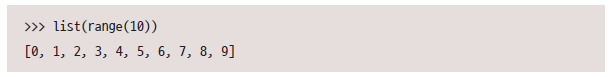 >>> list(range(10))
[0, 1, 2, 3, 4, 5, 6, 7, 8, 9]